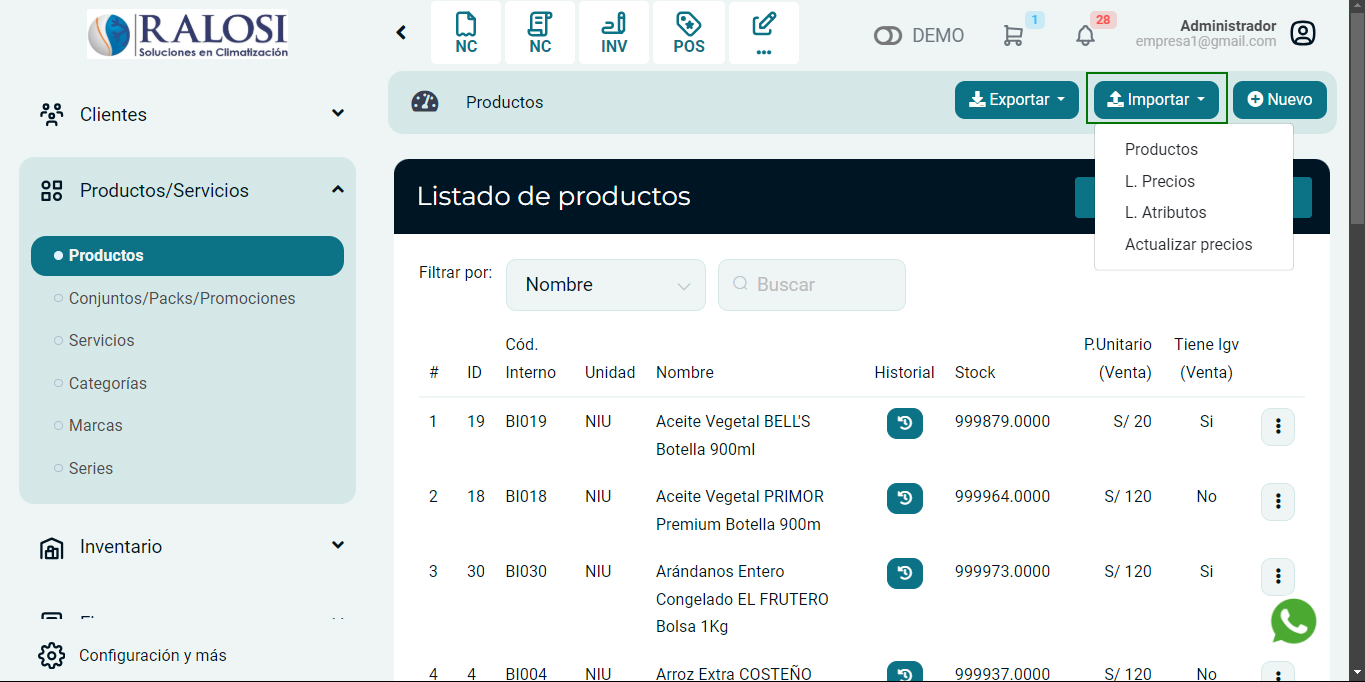 RALOSI
Soluciones en Climatización
NC
NC
INV
POS
...
DEMO
1
28
Administrador
empresa1@gmail.com
Clientes
Productos/Servicios
Productos
Conjuntos/Packs/Promociones
Servicios
Categorías
Marcas
Series
Inventario
Configuración y más
Productos
Exportar
Importar
Nuevo
Productos
L. Precios
L. Atributos
Actualizar precios
Listado de productos
Filtrar por:
Nombre
Buscar
# ID Cód. Interno Unidad Nombre Historial Stock P.Unitario (Venta) Tiene Igv (Venta)
1 19 BI019 NIU Aceite Vegetal BELL'S 999879.0000 S/ 20 Si
Botella 900ml
2 18 BI018 NIU Aceite Vegetal PRIMOR 999964.0000 S/ 120 No
Premium Botella 900m
3 30 BI030 NIU Arándanos Entero 999973.0000 S/ 120 Si
Congelado EL FRUTERO
Bolsa 1Kg
4 4 BI004 NIU Arroz Extra COSTEÑO 999937.0000 S/ 120 No